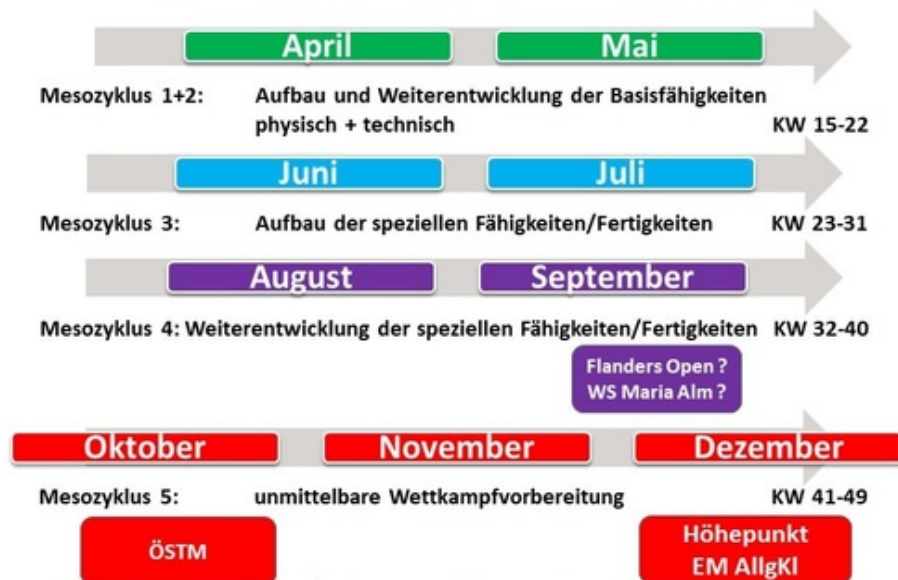 April Mai
Mesozyklus 1+2: Aufbau und Weiterentwicklung der Basisfähigkeiten
physisch + technisch KW 15-22
Juni Juli
Mesozyklus 3: Aufbau der speziellen Fähigkeiten/Fertigkeiten KW 23-31
August September
Mesozyklus 4: Weiterentwicklung der speziellen Fähigkeiten/Fertigkeiten KW 32-40
Flanders Open ?
WS Maria Alm ?
Oktober November Dezember
Mesozyklus 5: unmittelbare Wettkampfvorbereitung KW 41-49
ÖSTM
Höhepunkt
EM AllgKl